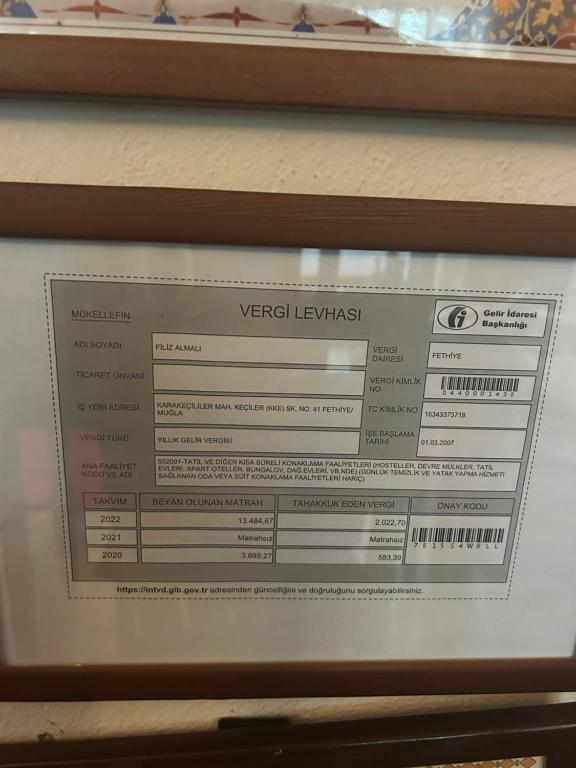 VERGİ LEVHASI
Gelir İdaresi
Başkanlığı
MÜKELLEFİN
ADI SOYADI
FİLİZ ALMALI
VERGİ
DAİRESİ
FETHİYE
TİCARET ÜNVANI
VERGİ KİMLİK
NO
0440001436
İŞ YERİ ADRESİ
KARAKEÇİLİLER MAH. KEÇİLER (KKE) SK. NO: 41 FETHİYE/
MUĞLA
TC KİMLİK NO
16343373718
VERGİ TÜRÜ
YILLIK GELİR VERGİSİ
İŞE BAŞLAMA
TARİHİ
01.03.2007
ANA FAALİYET
KODU VE ADI
552001-TATİL VE DİĞER KISA SÜRELİ KONAKLAMA FAALİYETLERİ (HOSTELLER, DEVRE MÜLKLER, TATİL
EVLERİ, APART OTELLER, BUNGALOV, DAĞ EVLERİ, VB.NDE) (GÜNLÜK TEMİZLİK VE YATAK YAPMA HİZMETİ
SAĞLANAN ODA VEYA SÜİT KONAKLAMA FAALİYETLERİ HARİÇ)
TAKVİM BEYAN OLUNAN MATRAH TAHAKKUK EDEN VERGİ ONAY KODU
2022 13.484,67 2.022,70
2021 Matrahsız Matrahsız
781554W8LL
2020 3.889,27 583,39
https://intvd.gib.gov.tr adresinden güncelliğini ve doğruluğunu sorgulayabilirsiniz.